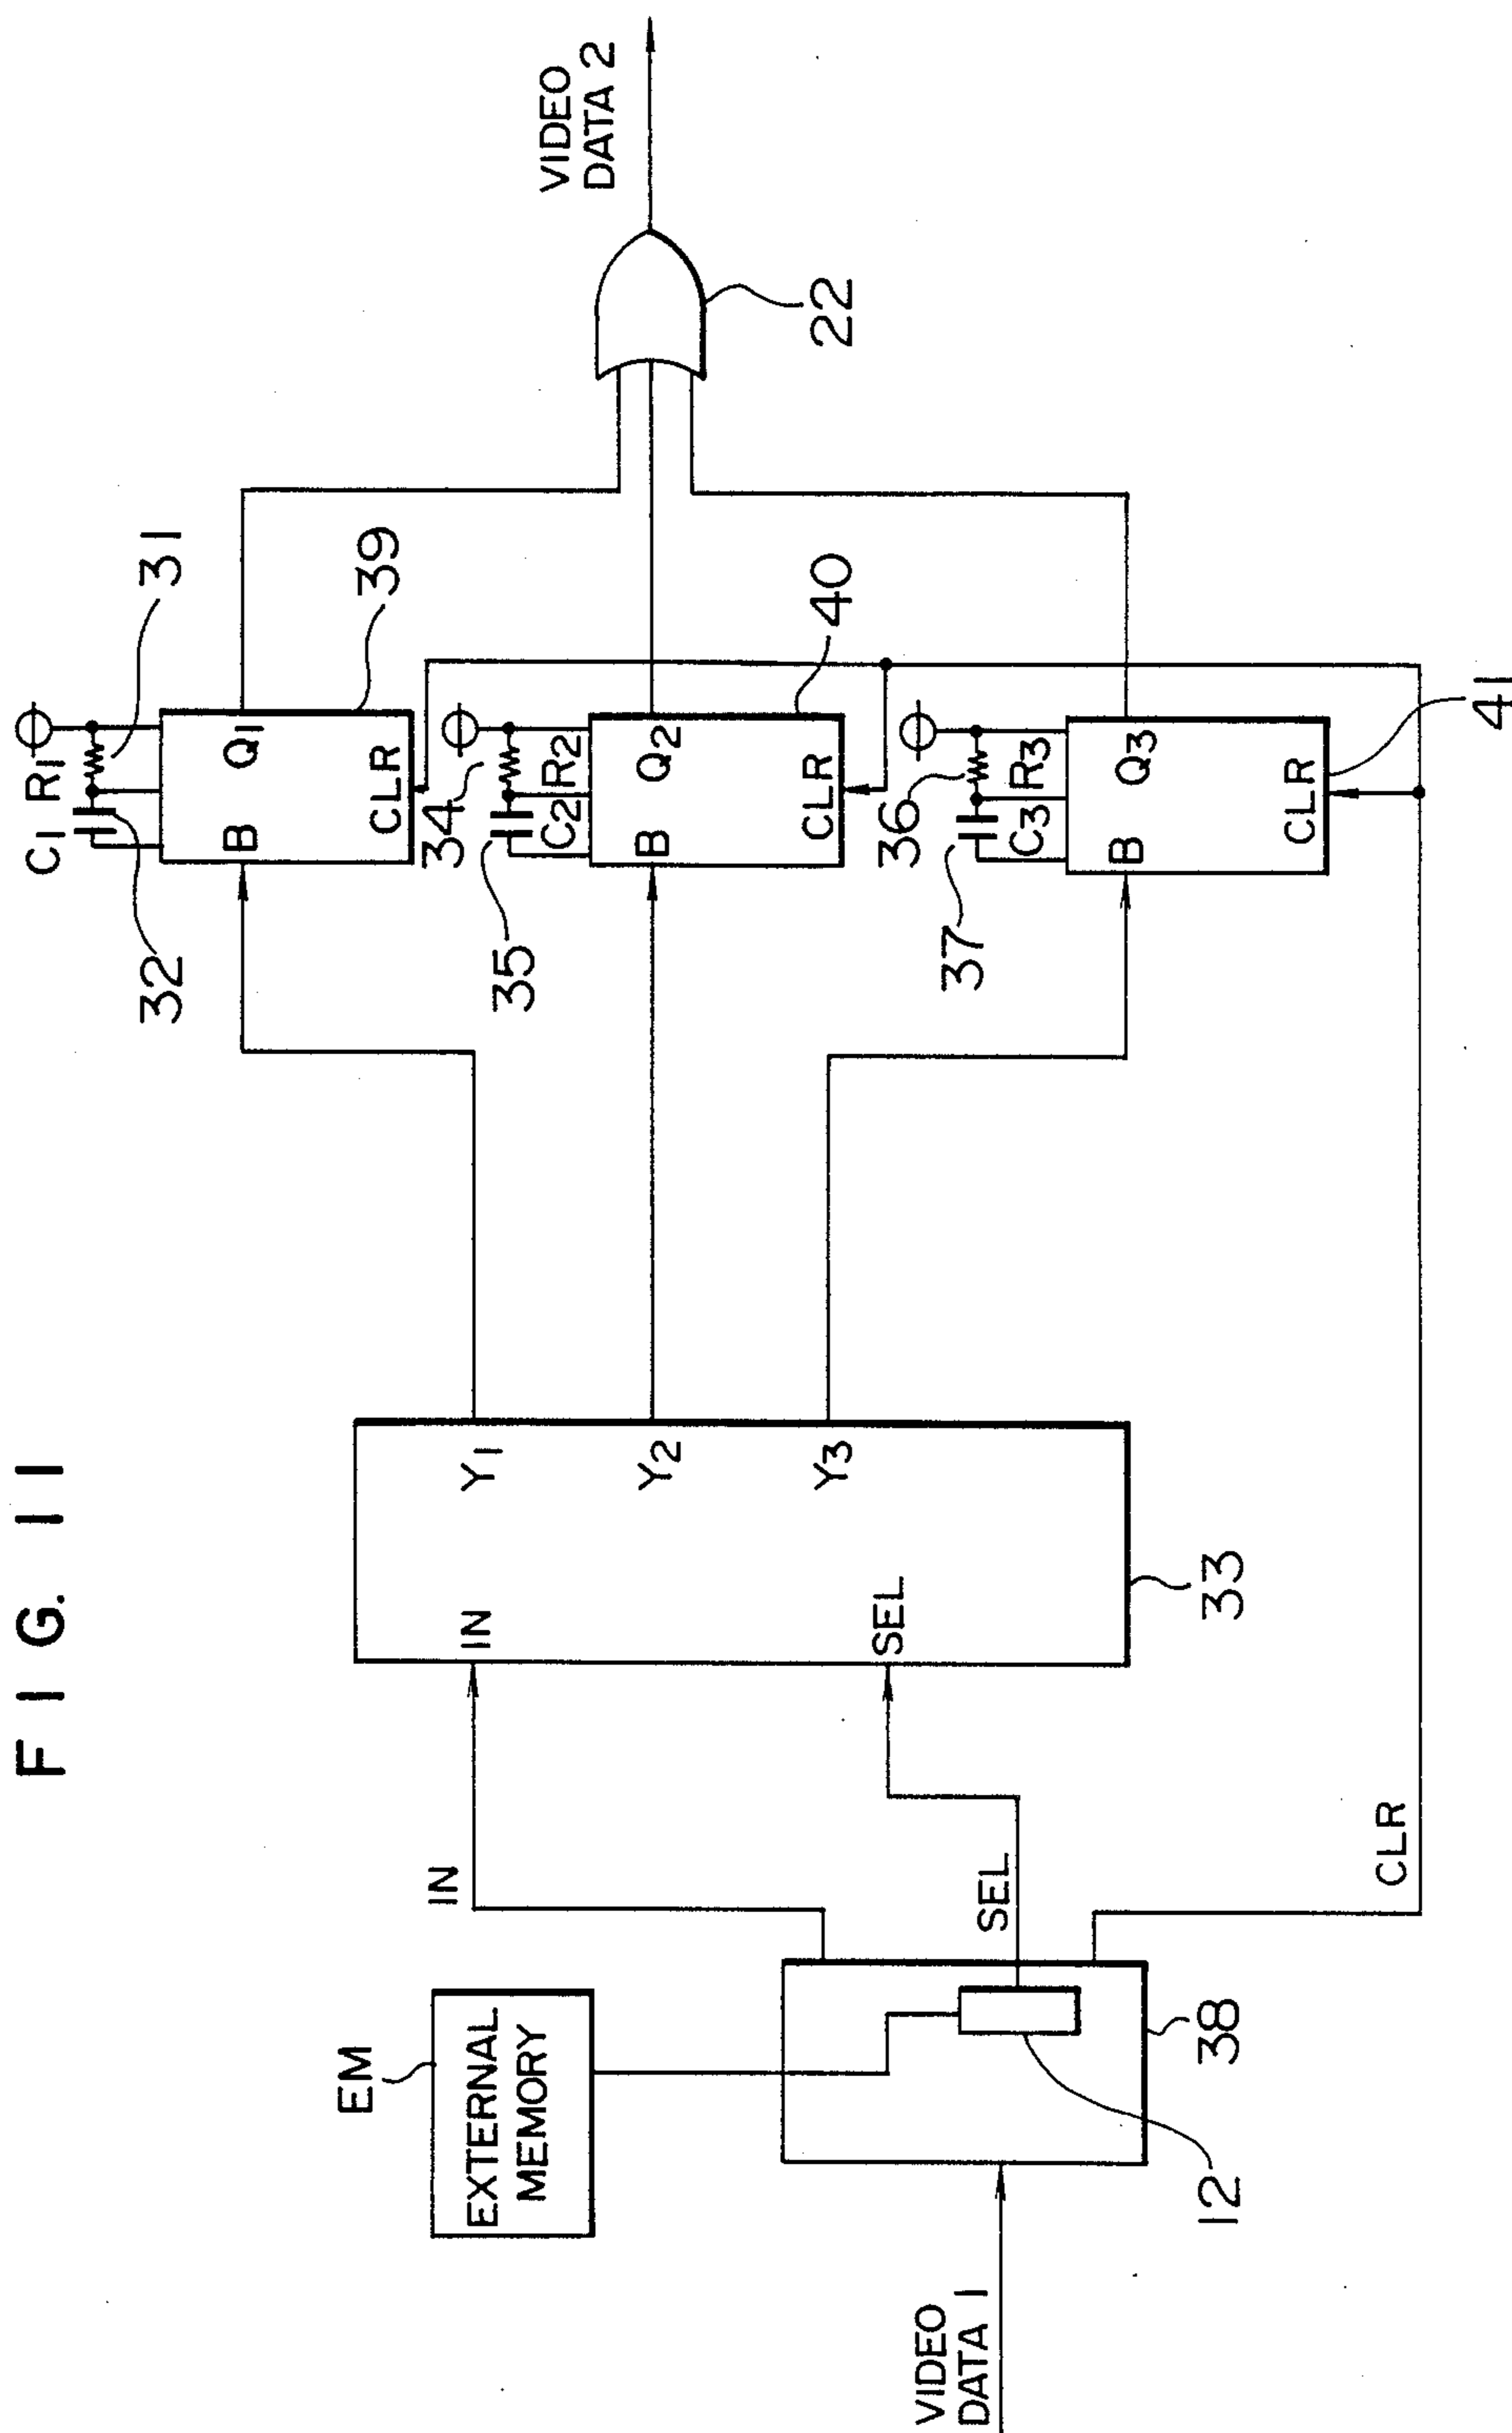 FIG. 11
VIDEO
DATA 1
EM
EXTERNAL
MEMORY
12
38
IN
SEL
CLR
IN
SEL
Y1
Y2
Y3
33
C1 R1
32
31
B Q1
CLR
39
34
35
C2 R2
B Q2
CLR
40
36
37
C3 R3
B Q3
CLR
41
22
VIDEO
DATA 2